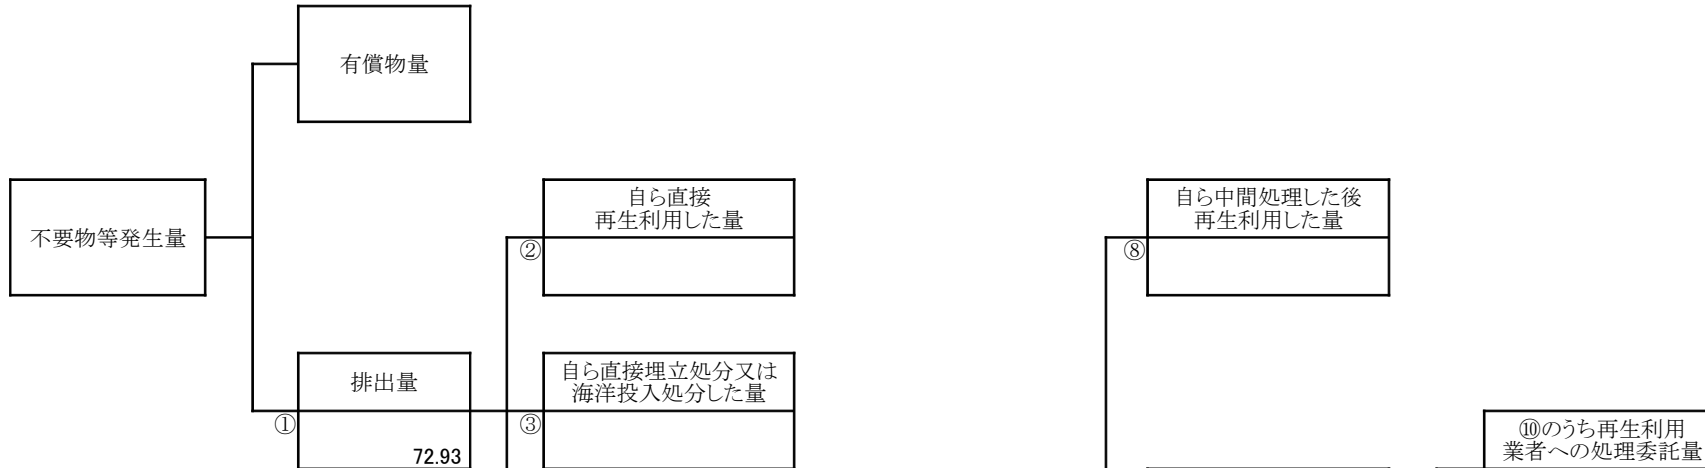 有償物量
不要物等発生量
自ら直接
再生利用した量
②
自ら中間処理した後
再生利用した量
⑧
排出量
①
72.93
自ら直接埋立処分又は
海洋投入処分した量
③
⑩のうち再生利用
業者への処理委託量